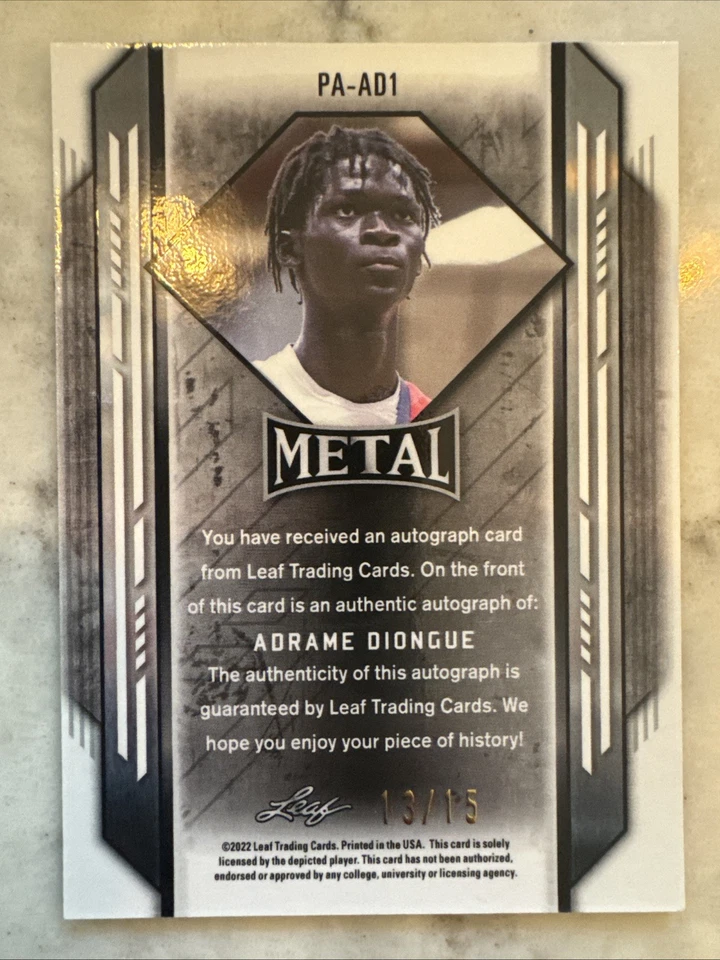 PA-AD1
METAL
You have received an autograph card
from Leaf Trading Cards. On the front
of this card is an authentic autograph of:
ADRAME DIONGUE
The authenticity of this autograph is
guaranteed by Leaf Trading Cards. We
hope you enjoy your piece of history!
Leaf 13/15
©2022 Leaf Trading Cards. Printed in the USA. This card is solely
licensed by the depicted player. This card has not been authorized,
endorsed or approved by any college, university or licensing agency.